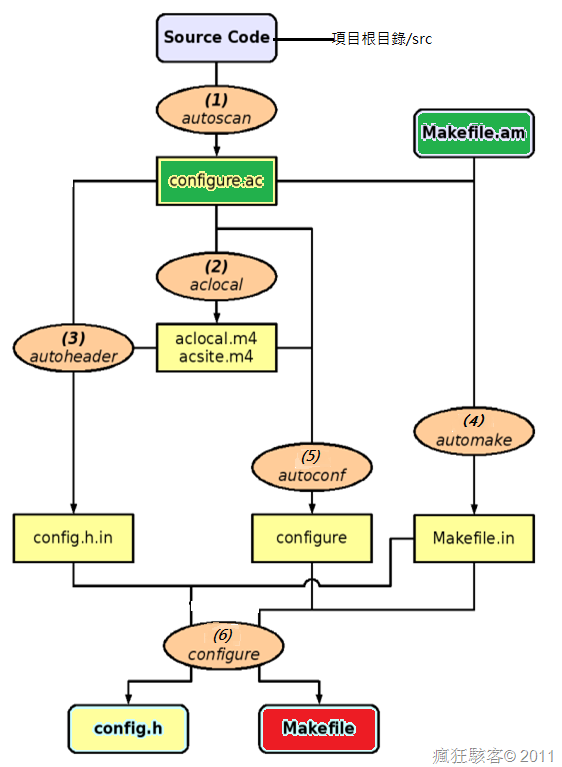 Source Code
項目根目錄/src
(1)
autoscan
Makefile.am
configure.ac
(2)
aclocal
(3)
autoheader
aclocal.m4
acsite.m4
(4)
automake
(5)
autoconf
config.h.in
configure
Makefile.in
(6)
configure
config.h
Makefile
瘋狂駭客© 2011